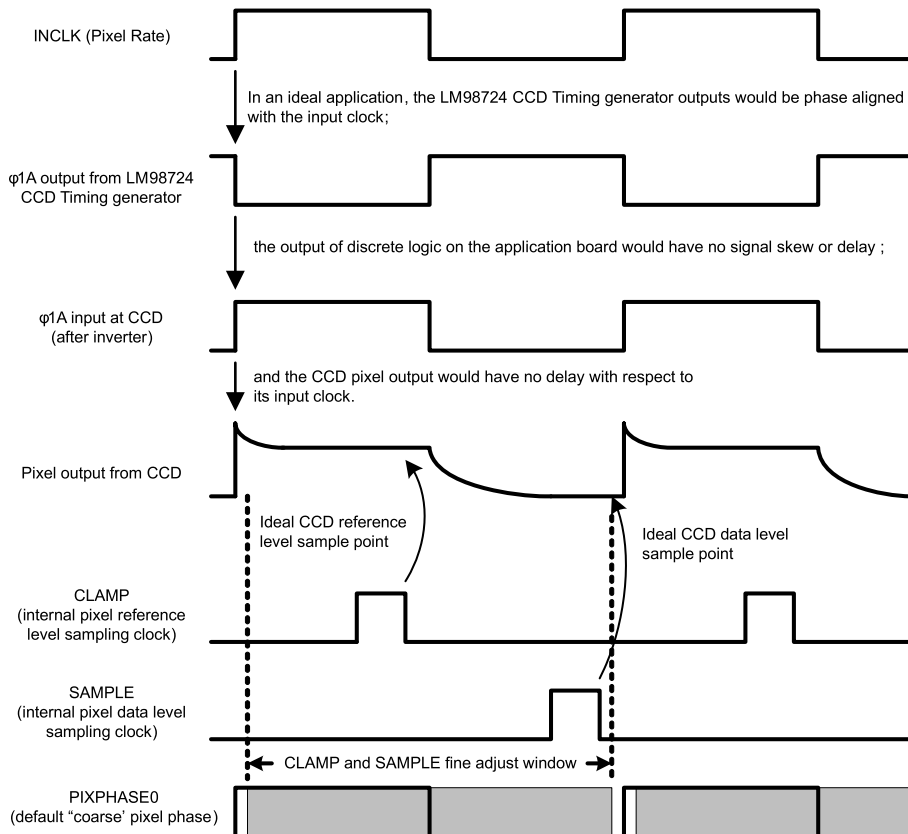 INCLK (Pixel Rate)
In an ideal application, the LM98724 CCD Timing generator outputs would be phase aligned
with the input clock;
φ1A output from LM98724
CCD Timing generator
the output of discrete logic on the application board would have no signal skew or delay ;
φ1A input at CCD
(after inverter)
and the CCD pixel output would have no delay with respect to
its input clock.
Pixel output from CCD
Ideal CCD reference
level sample point
Ideal CCD data level
sample point
CLAMP
(internal pixel reference
level sampling clock)
SAMPLE
(internal pixel data level
sampling clock)
CLAMP and SAMPLE fine adjust window
PIXPHASE0
(default “coarse’ pixel phase)